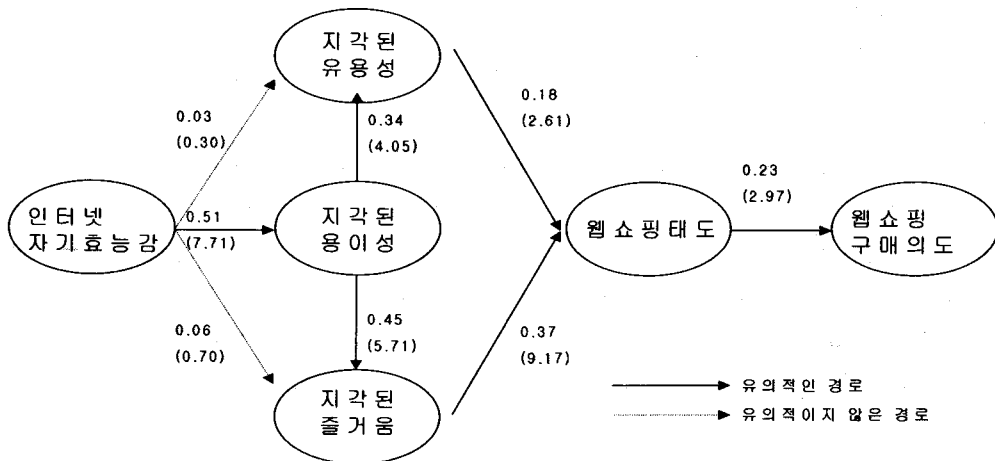 지각된
유용성
0.03
(0.30)
0.34
(4.05)
0.18
(2.61)
인터넷
자기효능감
0.51
(7.71)
지각된
용이성
웹쇼핑태도
0.23
(2.97)
웹쇼핑
구매의도
0.06
(0.70)
0.45
(5.71)
0.37
(9.17)
지각된
즐거움
유의적인 경로
유의적이지 않은 경로